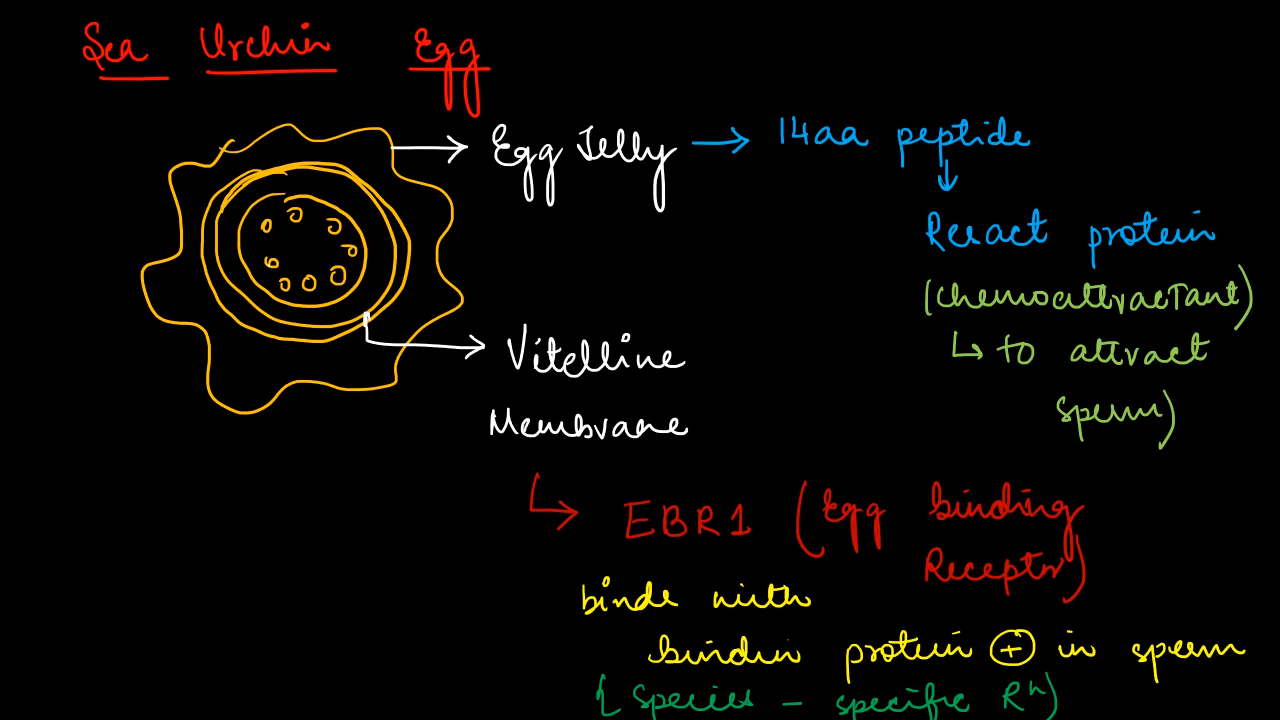 Sea Urchin Egg
Egg Jelly → 14aa peptide
↓
Resact protein
(chemoattractant)
↳ to attract
sperm)
Vitelline
Membrane
↳ EBR1 (Egg binding
Receptor)
binds with
bindin protein ⊕ in sperm
{Species - specific Rⁿ)